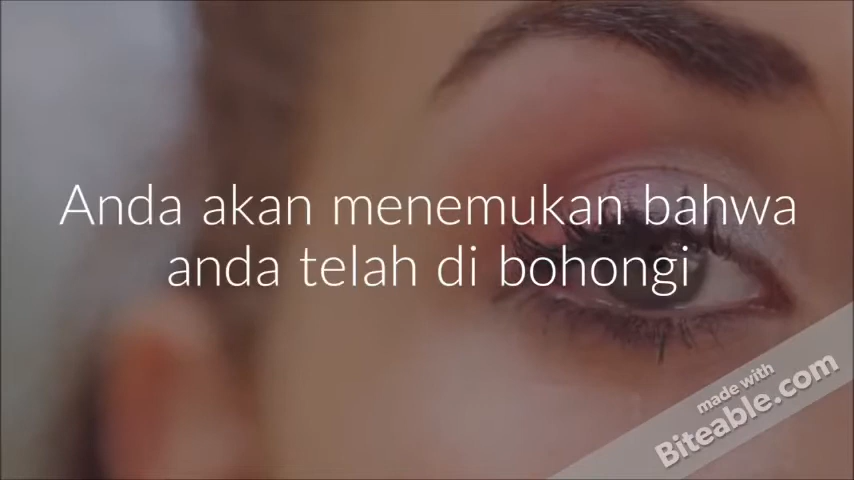 Anda akan menemukan bahwa
anda telah di bohongi
made with
Biteable.com